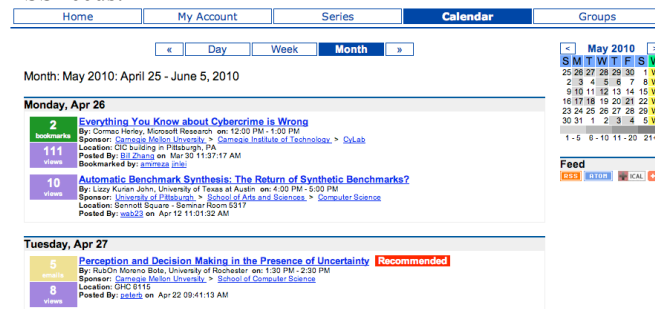 Home My Account Series Calendar Groups
« Day Week Month »
Month: May 2010: April 25 - June 5, 2010
Monday, Apr 26
2 bookmarks
111 views
Everything You Know about Cybercrime is Wrong
By: Cormac Herley, Microsoft Research on: 12:00 PM - 1:00 PM
Sponsor: Carnegie Mellon University > Carnegie Institute of Technology > CyLab
Location: CIC building in Pittsburgh, PA
Posted By: Bill Zhang on Mar 30 11:37:17 AM
Bookmarked by: amirreza jinlei
10 views
Automatic Benchmark Synthesis: The Return of Synthetic Benchmarks?
By: Lizzy Kurian John, University of Texas at Austin on: 4:00 PM - 5:00 PM
Sponsor: University of Pittsburgh > School of Arts and Sciences > Computer Science
Location: Sennott Square - Seminar Room 5317
Posted By: wab23 on Apr 12 11:01:32 AM
Tuesday, Apr 27
5 emails
8 views
Perception and Decision Making in the Presence of Uncertainty Recommended
By: RubOn Moreno Bote, University of Rochester on: 1:30 PM - 2:30 PM
Sponsor: Carnegie Mellon University > School of Computer Science
Location: GHC 6115
Posted By: peterb on Apr 22 09:41:13 AM
< May 2010 >
S M T W T F S W
25 26 27 28 29 30 1 W
2 3 4 5 6 7 8 W
9 10 11 12 13 14 15 W
16 17 18 19 20 21 22 W
23 24 25 26 27 28 29 W
30 31 1 2 3 4 5 W
1 - 5 6 - 10 11 - 20 21+
Feed
RSS ATOM ICAL